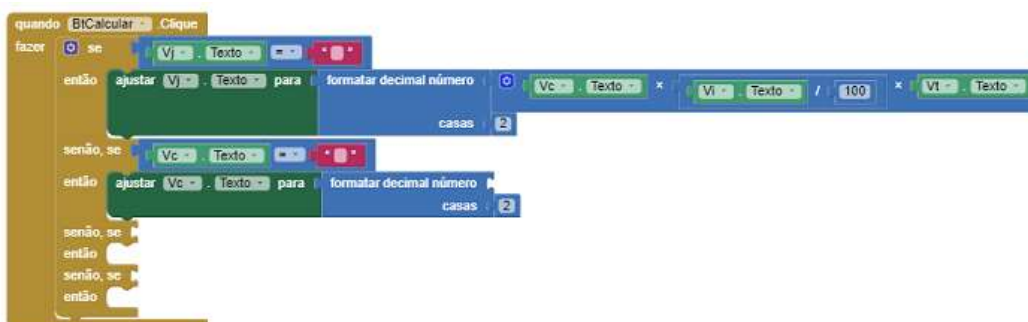 quando BtCalcular . Clique
fazer se Vj . Texto = " "
então ajustar Vj . Texto para formatar decimal número Vc . Texto × Vi . Texto / 100 × Vt . Texto
casas 2
senão, se Vc . Texto = " "
então ajustar Vc . Texto para formatar decimal número
casas 2
senão, se
então
senão, se
então